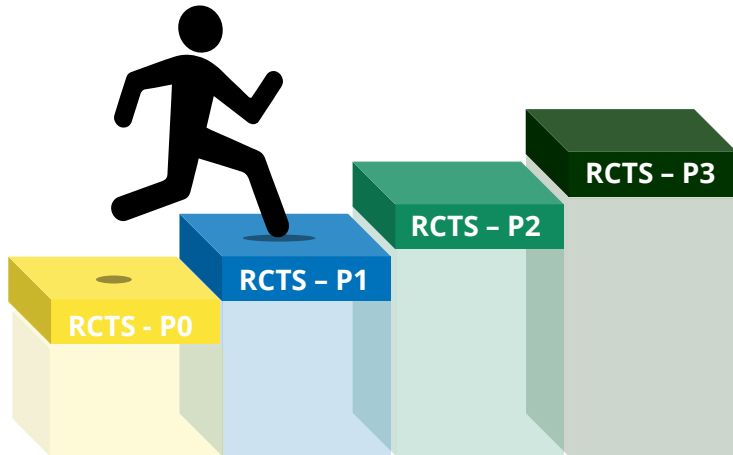 RCTS - P0
RCTS – P1
RCTS – P2
RCTS – P3